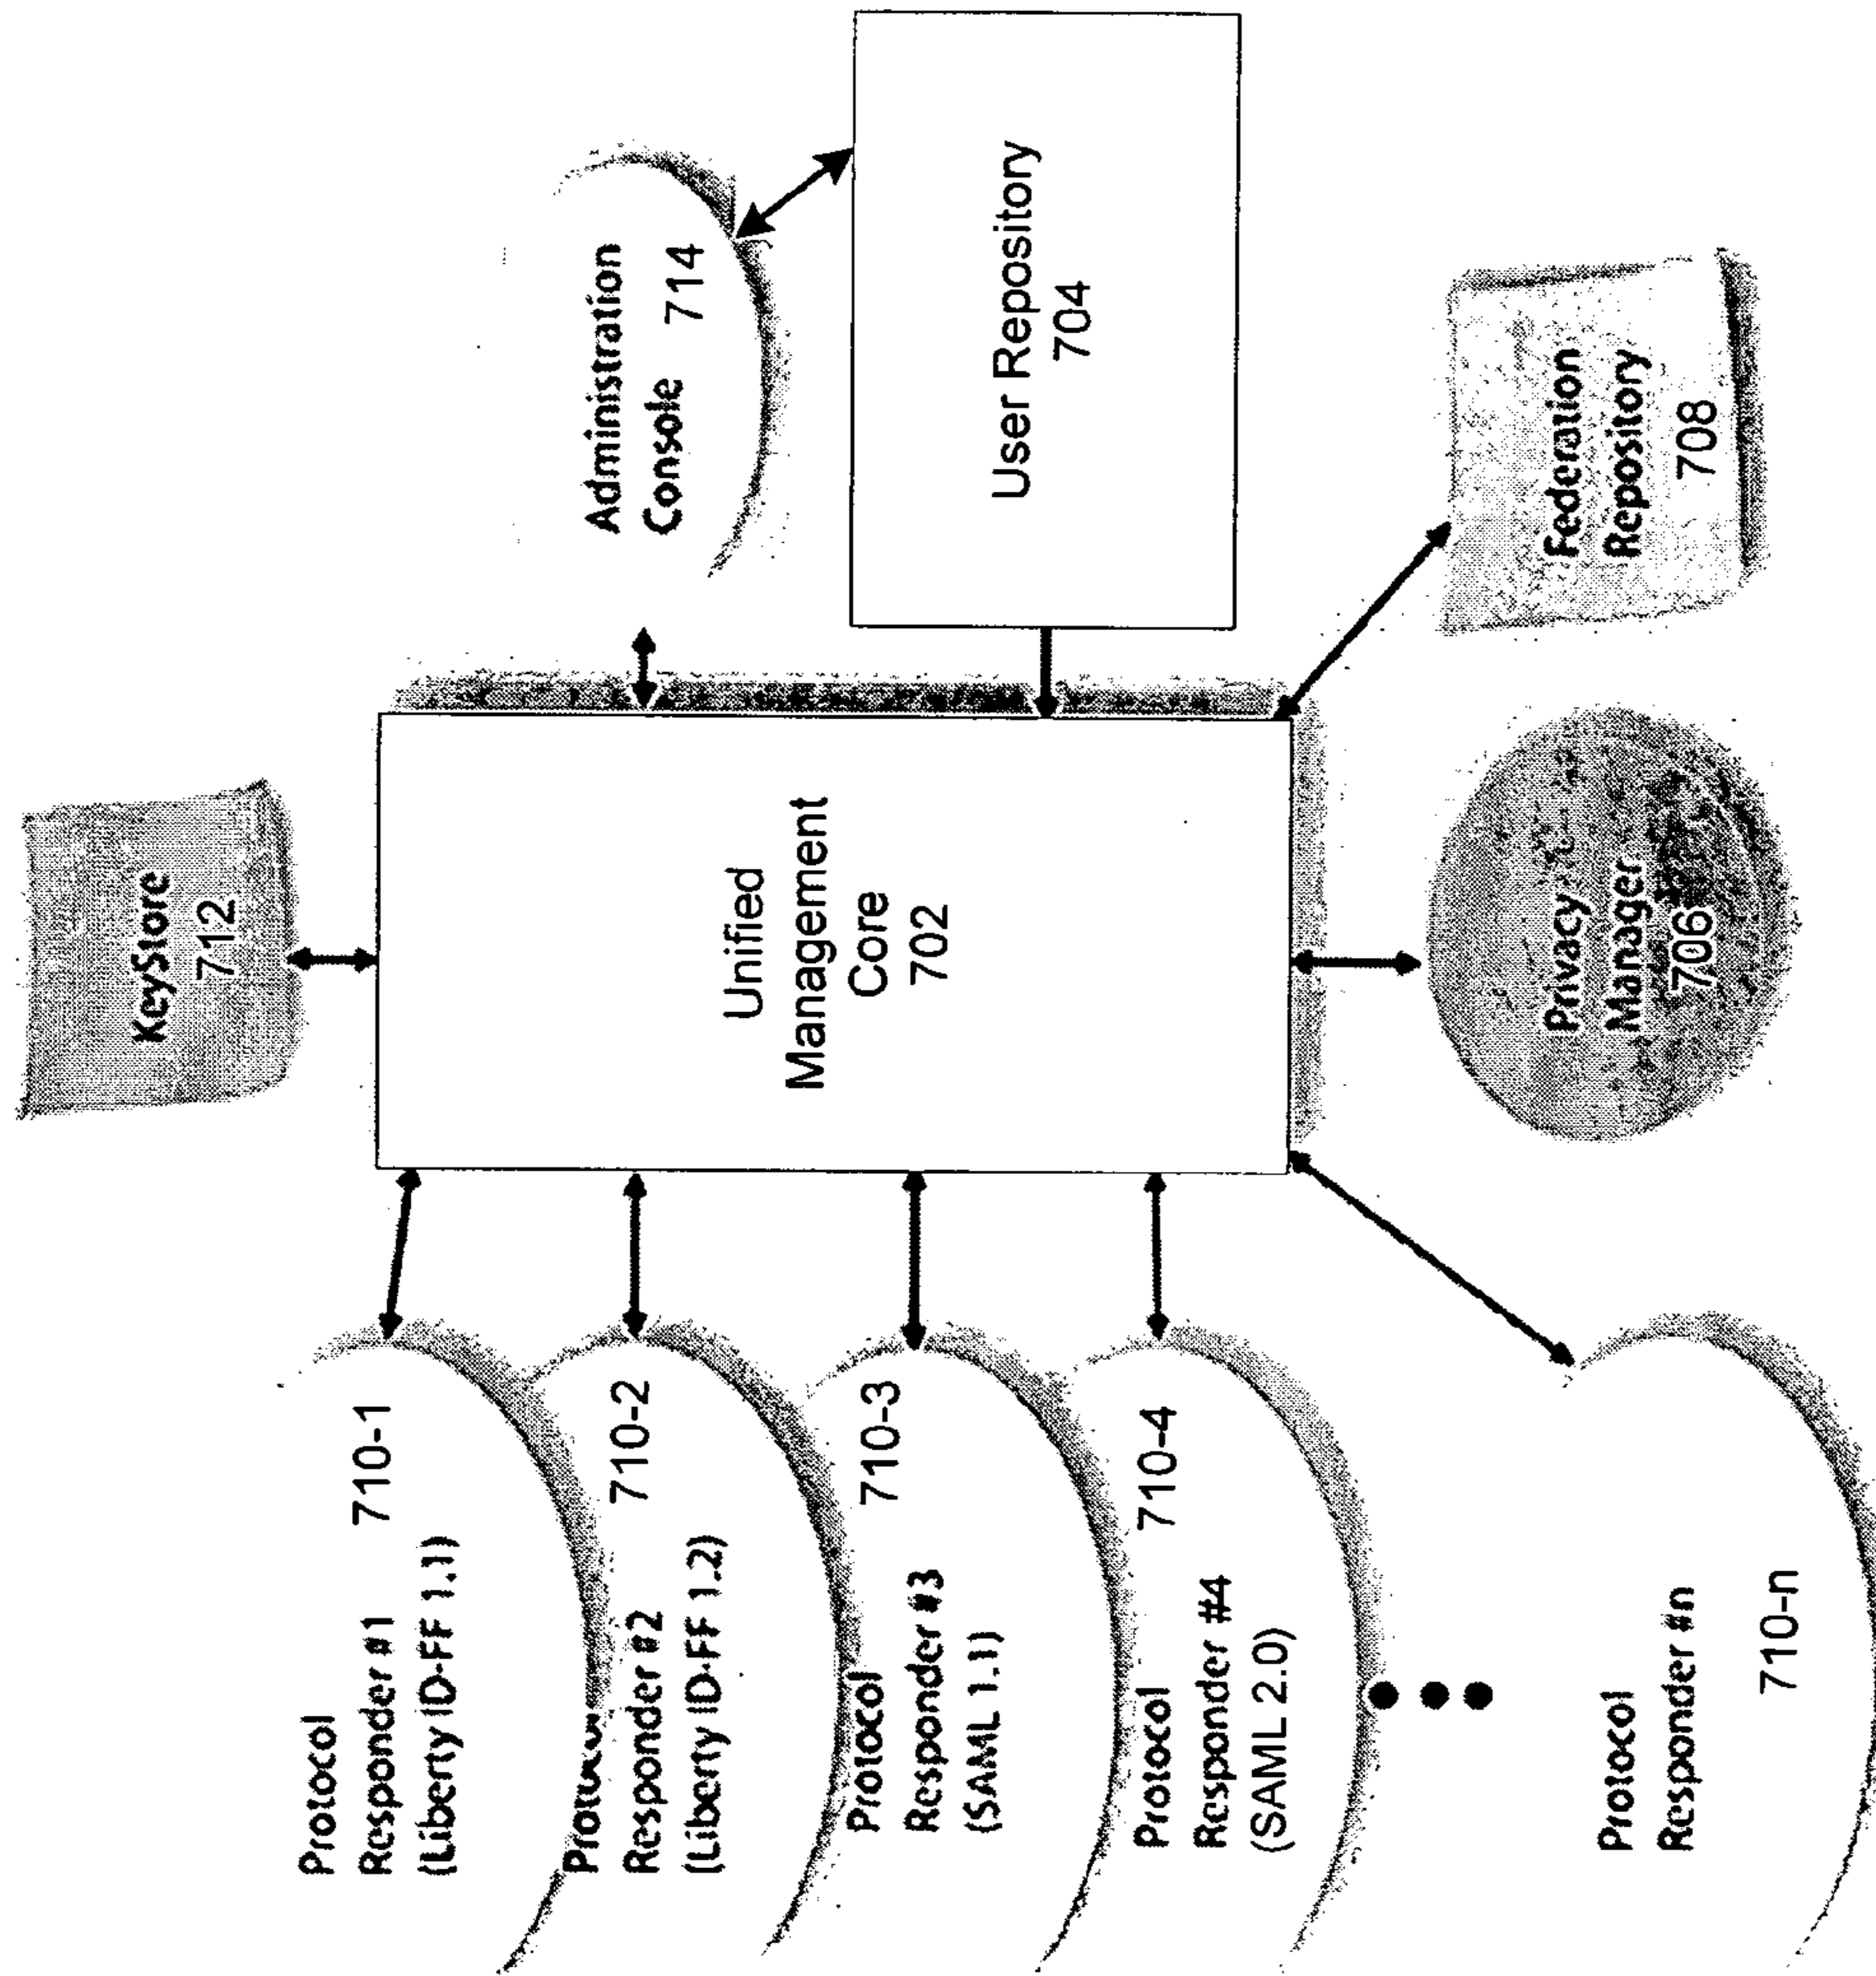 KeyStore
712
Protocol
Responder #1
(Liberty ID-FF 1.1)
710-1
Protocol
Responder #2
(Liberty ID-FF 1.2)
710-2
Protocol
Responder #3
(SAML 1.1)
710-3
Protocol
Responder #4
(SAML 2.0)
710-4
Protocol
Responder #n
710-n
Unified
Management
Core
702
Administration
Console 714
User Repository
704
Privacy
Manager
706
Federation
Repository
708